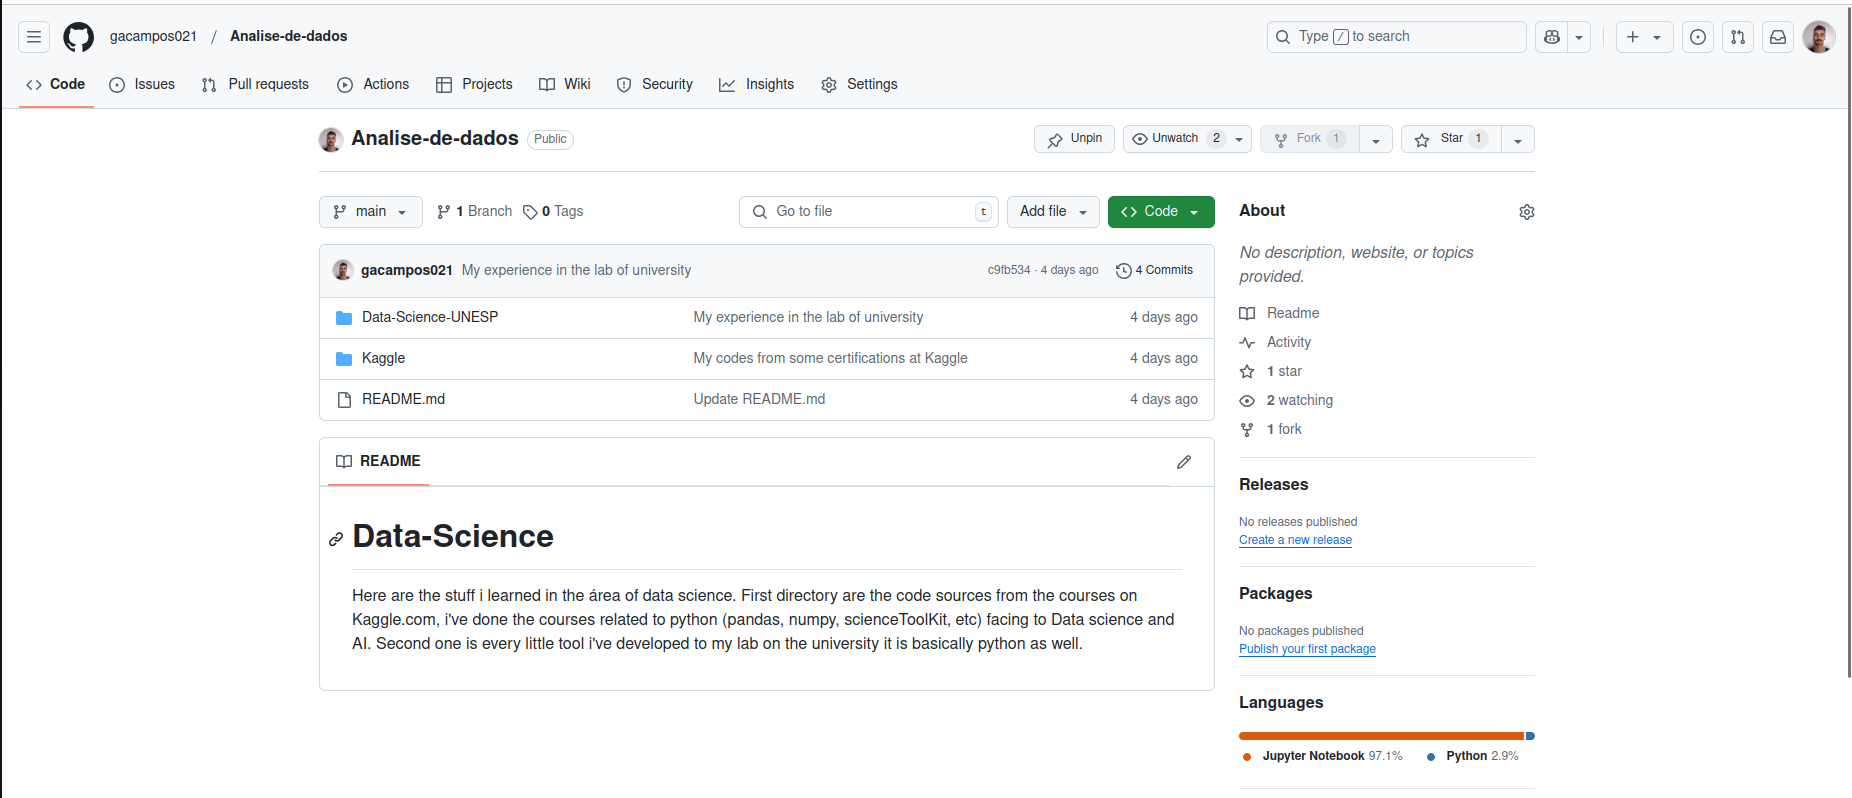 gacampos021 / Analise-de-dados
Type / to search
Code Issues Pull requests Actions Projects Wiki Security Insights Settings
Analise-de-dados Public
Unpin Unwatch 2 Fork 1 Star 1
main 1 Branch 0 Tags
Go to file t Add file Code
gacampos021 My experience in the lab of university c9fb534 · 4 days ago 4 Commits
Data-Science-UNESP My experience in the lab of university 4 days ago
Kaggle My codes from some certifications at Kaggle 4 days ago
README.md Update README.md 4 days ago
README
Data-Science
Here are the stuff i learned in the área of data science. First directory are the code sources from the courses on
Kaggle.com, i've done the courses related to python (pandas, numpy, scienceToolKit, etc) facing to Data science and
AI. Second one is every little tool i've developed to my lab on the university it is basically python as well.
About
No description, website, or topics
provided.
Readme
Activity
1 star
2 watching
1 fork
Releases
No releases published
Create a new release
Packages
No packages published
Publish your first package
Languages
Jupyter Notebook 97.1% Python 2.9%